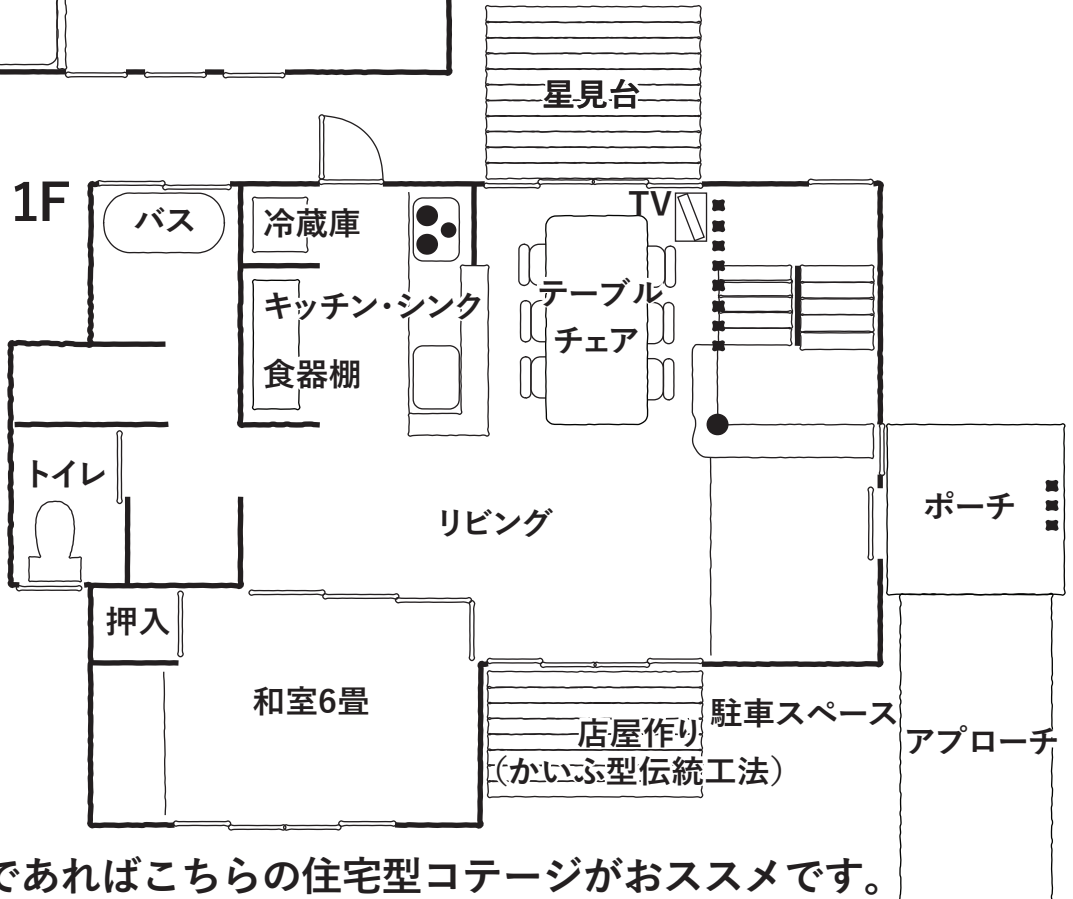 星見台
1F
バス
冷蔵庫
TV
キッチン・シンク
テーブル
チェア
食器棚
トイレ
リビング
ポーチ
押入
和室6畳
駐車スペース
店屋作り
（かいふ型伝統工法）
アプローチ
であればこちらの住宅型コテージがおススメです。